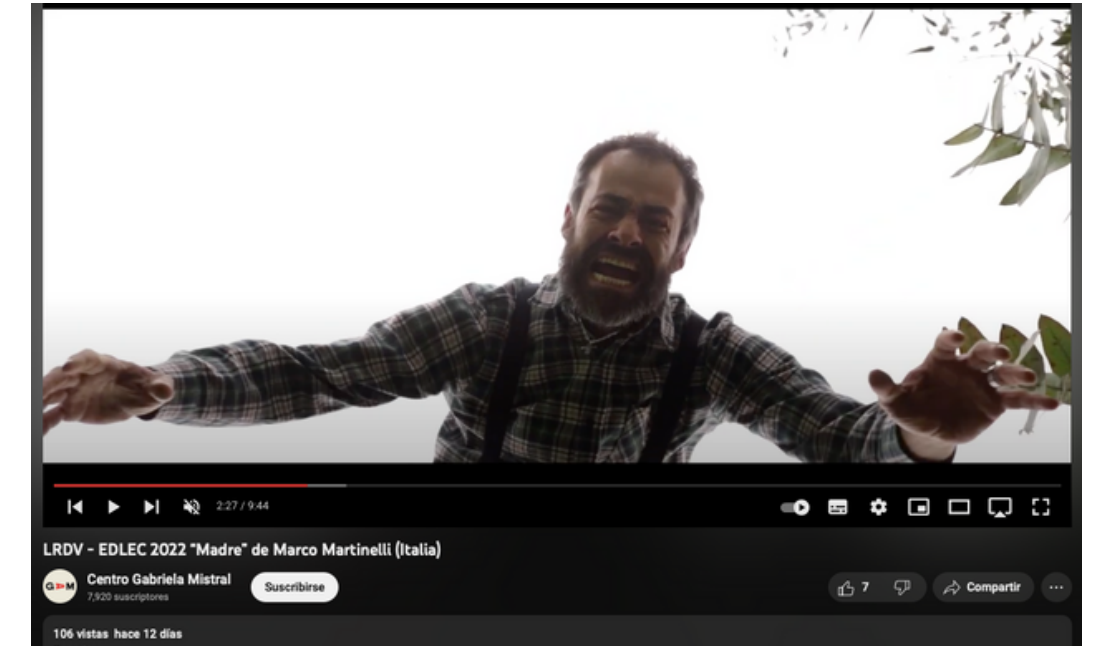 2:27 / 9:44
LRDV - EDLEC 2022 "Madre" de Marco Martinelli (Italia)
GAM
Centro Gabriela Mistral
7,920 suscriptores
Suscribirse
7
Compartir
106 vistas hace 12 días